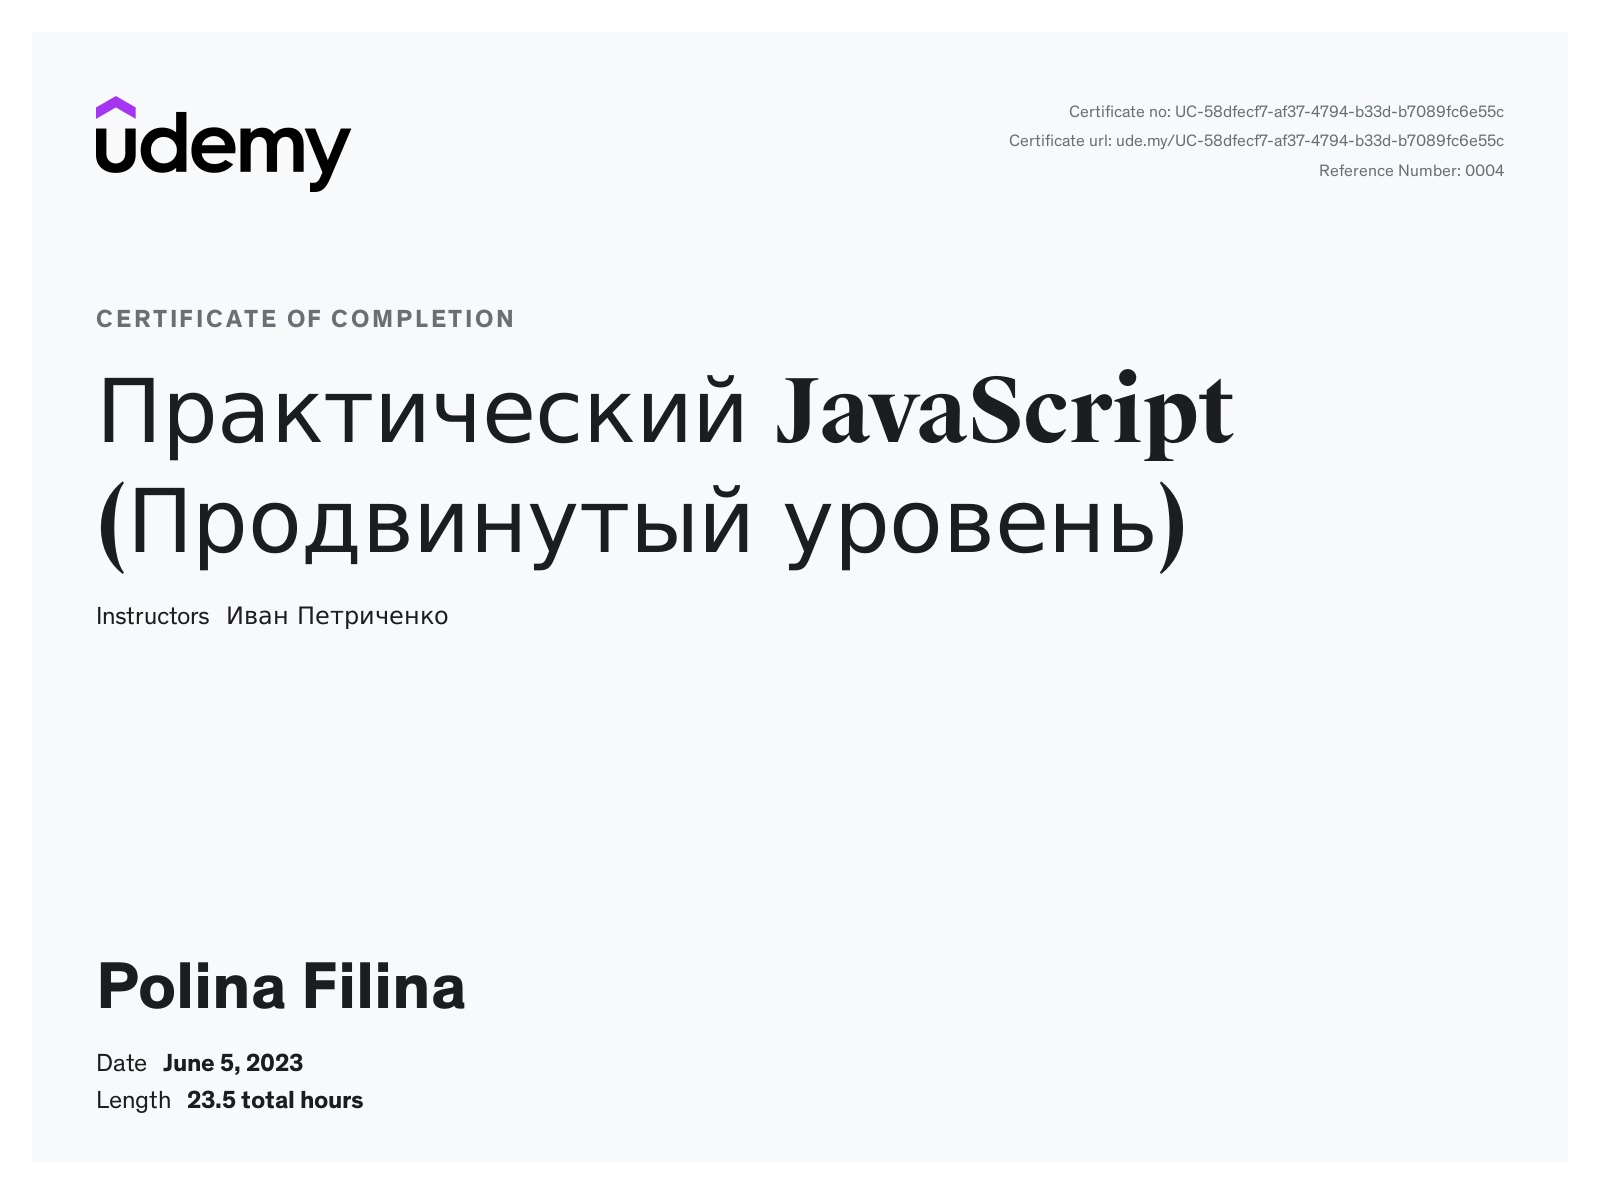 udemy
Certificate no: UC-58dfecf7-af37-4794-b33d-b7089fc6e55c
Certificate url: ude.my/UC-58dfecf7-af37-4794-b33d-b7089fc6e55c
Reference Number: 0004
CERTIFICATE OF COMPLETION
Практический JavaScript
(Продвинутый уровень)
Instructors Иван Петриченко
Polina Filina
Date June 5, 2023
Length 23.5 total hours